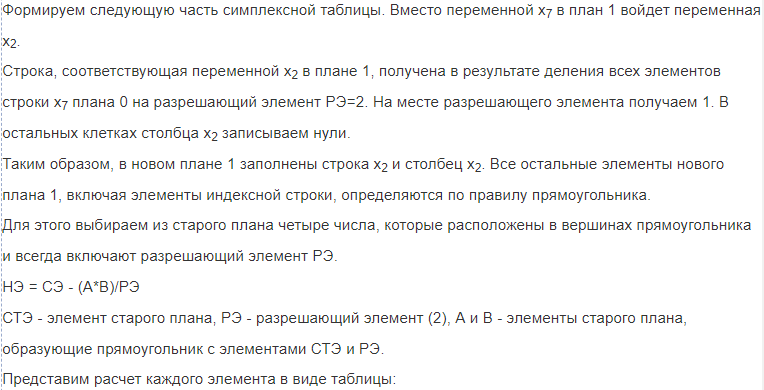 Формируем следующую часть симплексной таблицы. Вместо переменной x7 в план 1 войдет переменная
x2.
Строка, соответствующая переменной x2 в плане 1, получена в результате деления всех элементов
строки x7 плана 0 на разрешающий элемент РЭ=2. На месте разрешающего элемента получаем 1. В
остальных клетках столбца x2 записываем нули.
Таким образом, в новом плане 1 заполнены строка x2 и столбец x2. Все остальные элементы нового
плана 1, включая элементы индексной строки, определяются по правилу прямоугольника.
Для этого выбираем из старого плана четыре числа, которые расположены в вершинах прямоугольника
и всегда включают разрешающий элемент РЭ.
НЭ = СЭ - (А*В)/РЭ
СТЭ - элемент старого плана, РЭ - разрешающий элемент (2), А и В - элементы старого плана,
образующие прямоугольник с элементами СТЭ и РЭ.
Представим расчет каждого элемента в виде таблицы: